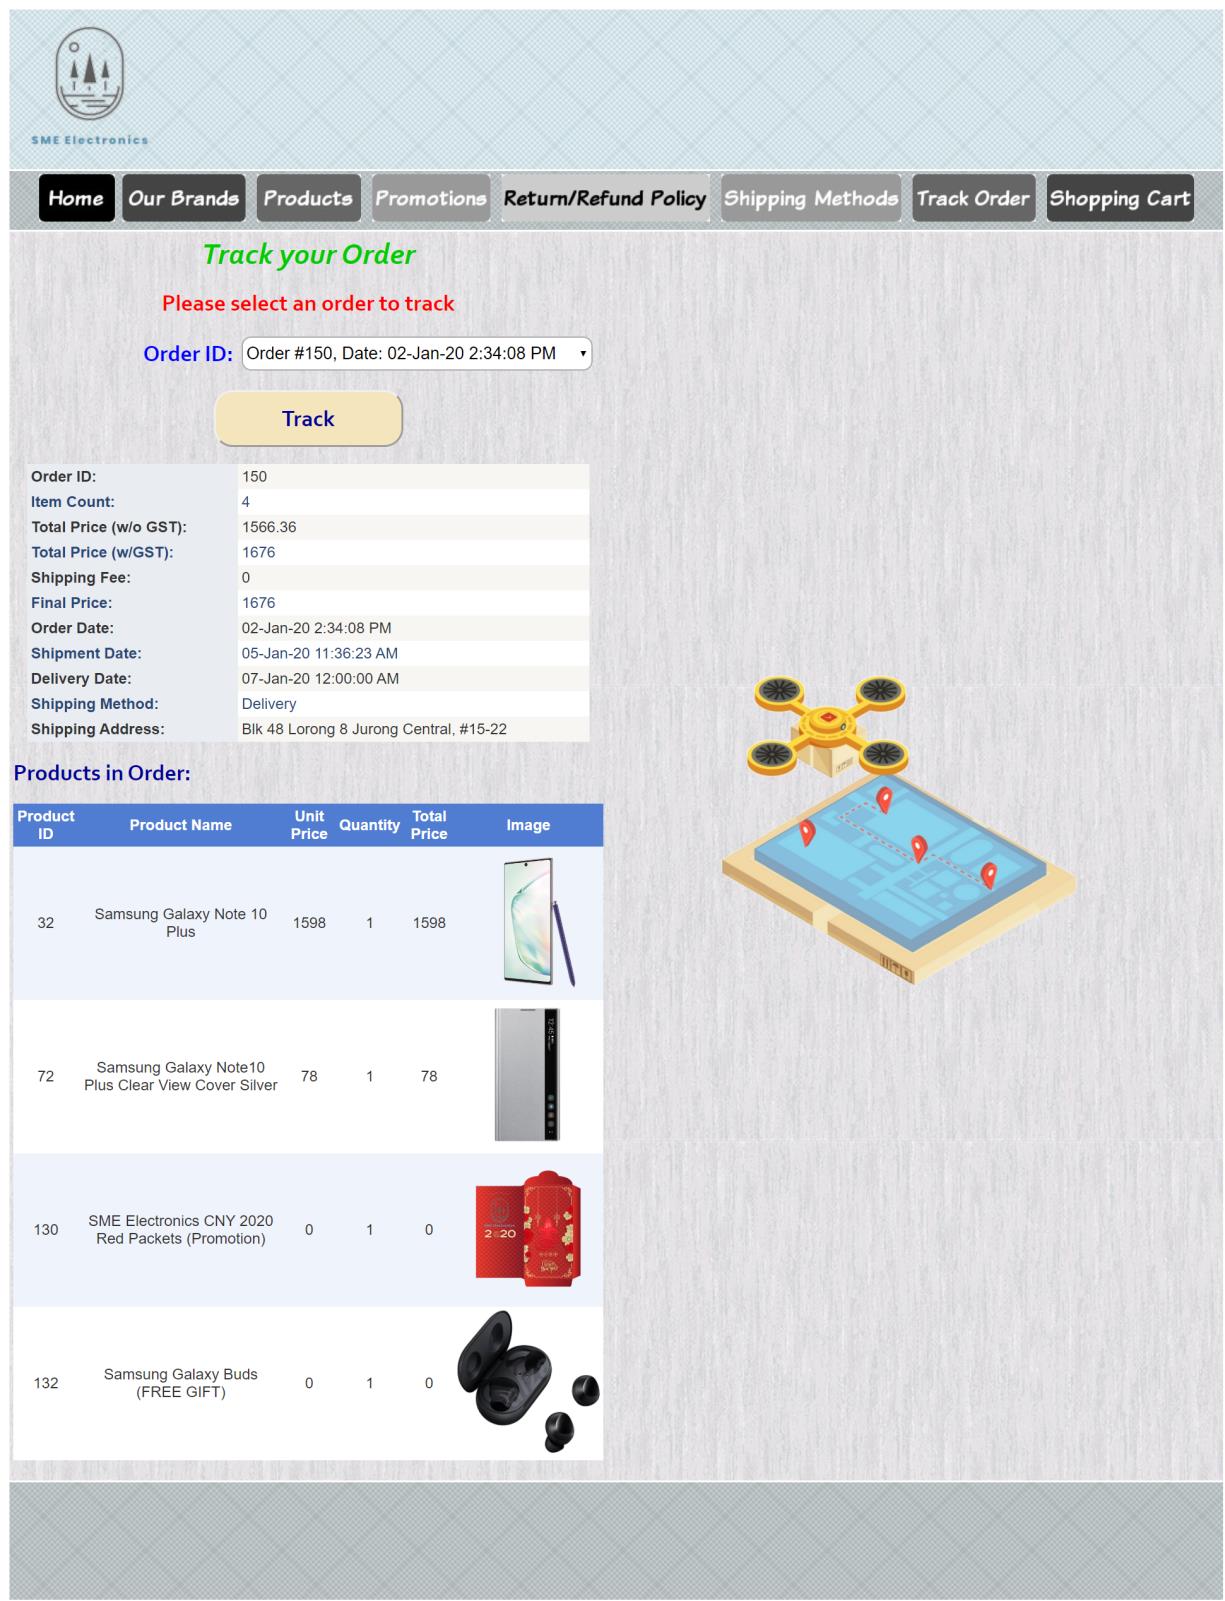 SME Electronics
Home Our Brands Products Promotions Return/Refund Policy Shipping Methods Track Order Shopping Cart
Track your Order
Please select an order to track
Order ID: Order #150, Date: 02-Jan-20 2:34:08 PM
Track
Order ID: 150
Item Count: 4
Total Price (w/o GST): 1566.36
Total Price (w/GST): 1676
Shipping Fee: 0
Final Price: 1676
Order Date: 02-Jan-20 2:34:08 PM
Shipment Date: 05-Jan-20 11:36:23 AM
Delivery Date: 07-Jan-20 12:00:00 AM
Shipping Method: Delivery
Shipping Address: Blk 48 Lorong 8 Jurong Central, #15-22
Products in Order:
Product ID Product Name Unit Price Quantity Total Price Image
32 Samsung Galaxy Note 10 Plus 1598 1 1598
72 Samsung Galaxy Note10 Plus Clear View Cover Silver 78 1 78
12:45
130 SME Electronics CNY 2020 Red Packets (Promotion) 0 1 0
2020
132 Samsung Galaxy Buds (FREE GIFT) 0 1 0